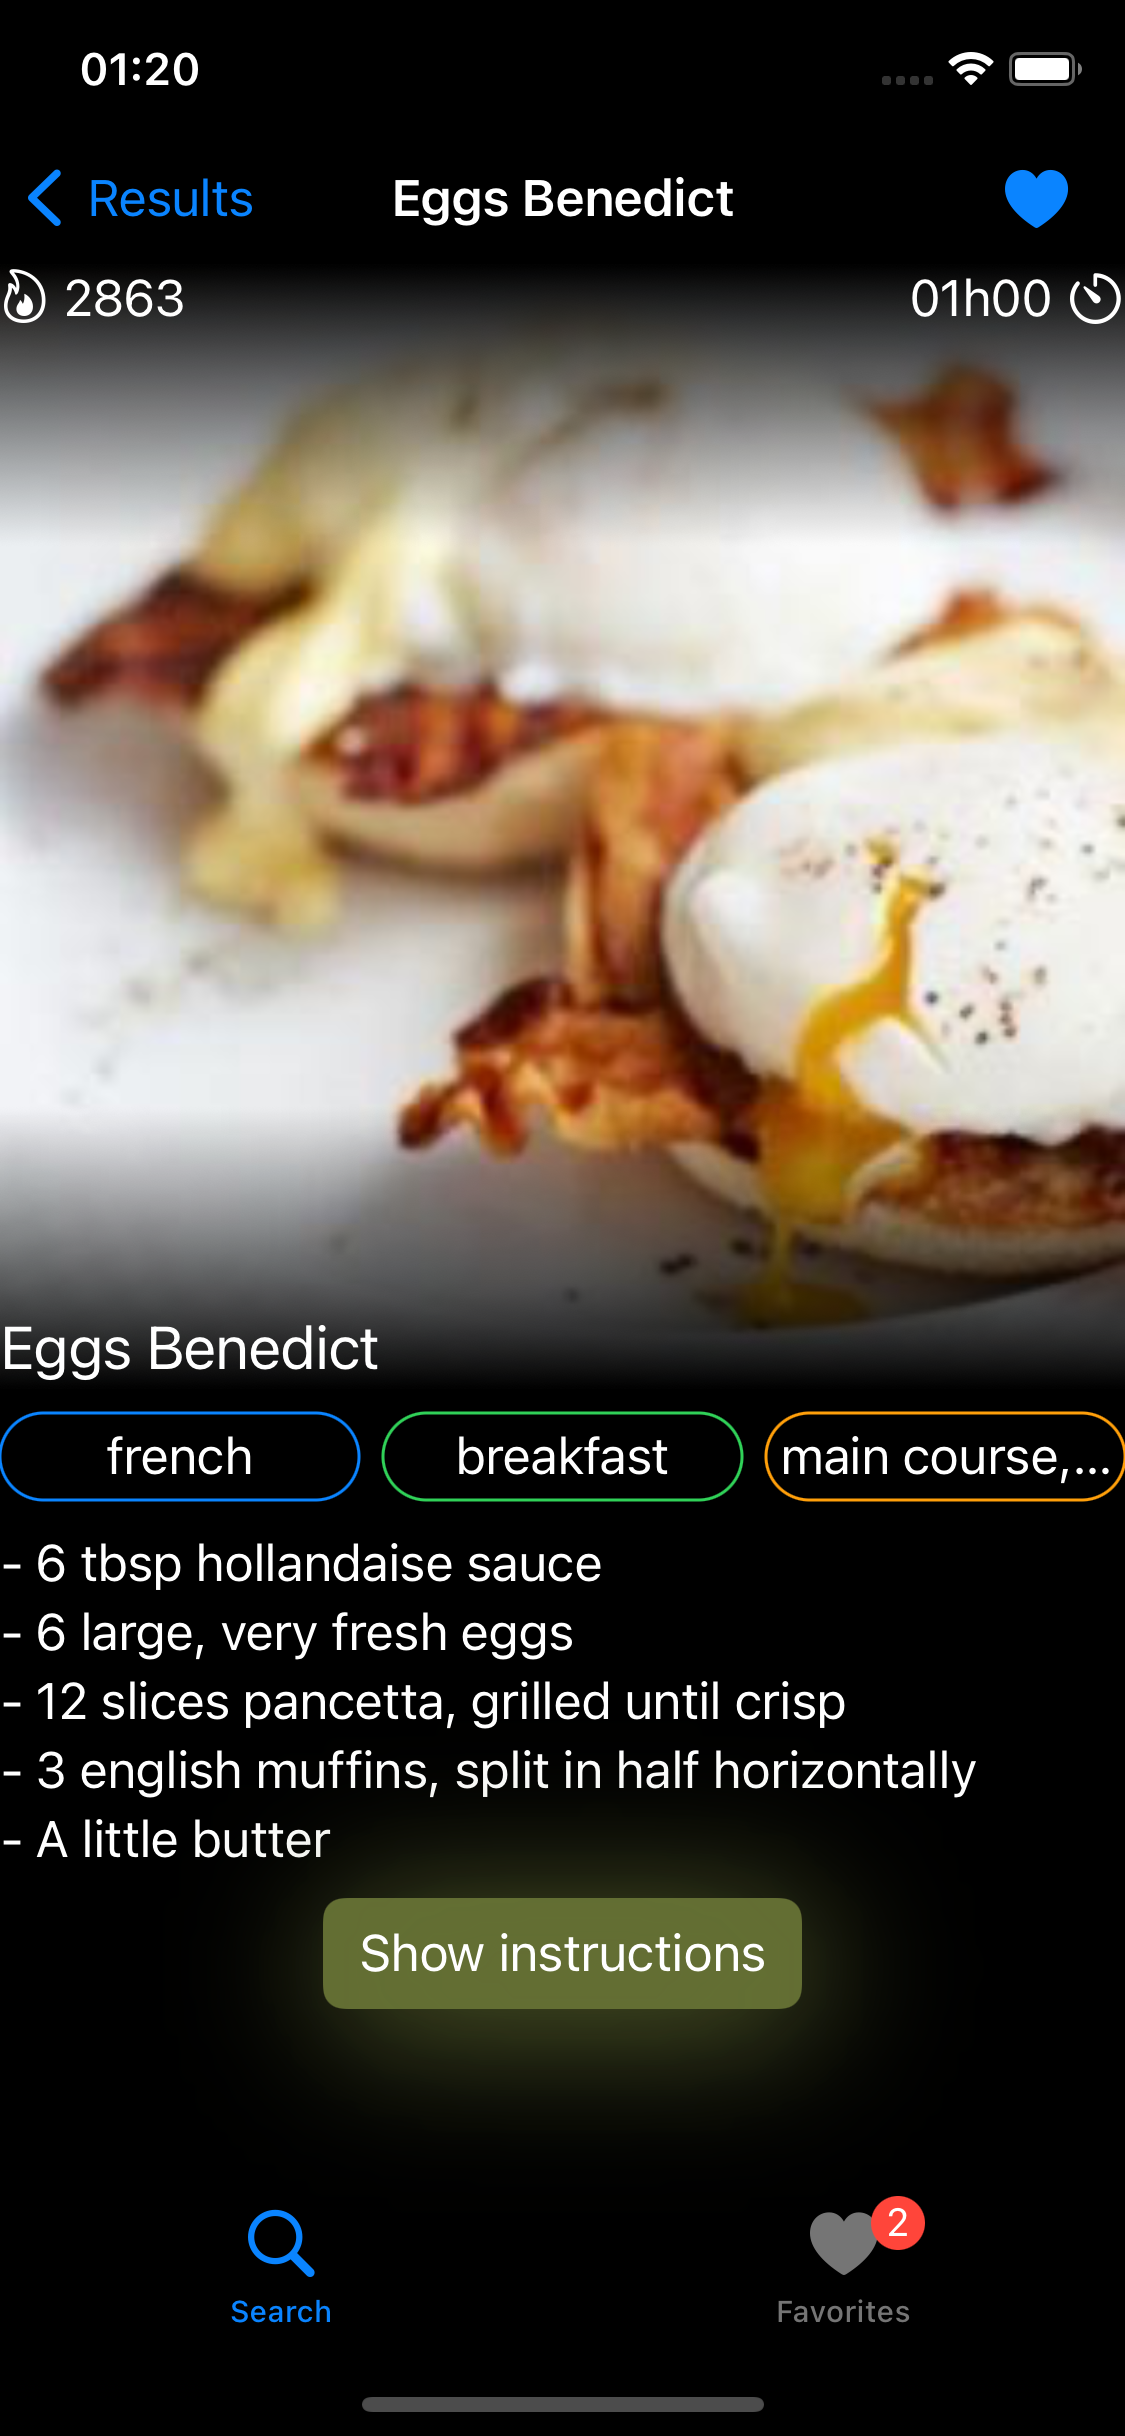 01:20
Results
Eggs Benedict
2863
01h00
Eggs Benedict
french
breakfast
main course,...
- 6 tbsp hollandaise sauce
- 6 large, very fresh eggs
- 12 slices pancetta, grilled until crisp
- 3 english muffins, split in half horizontally
- A little butter
Show instructions
2
Search
Favorites